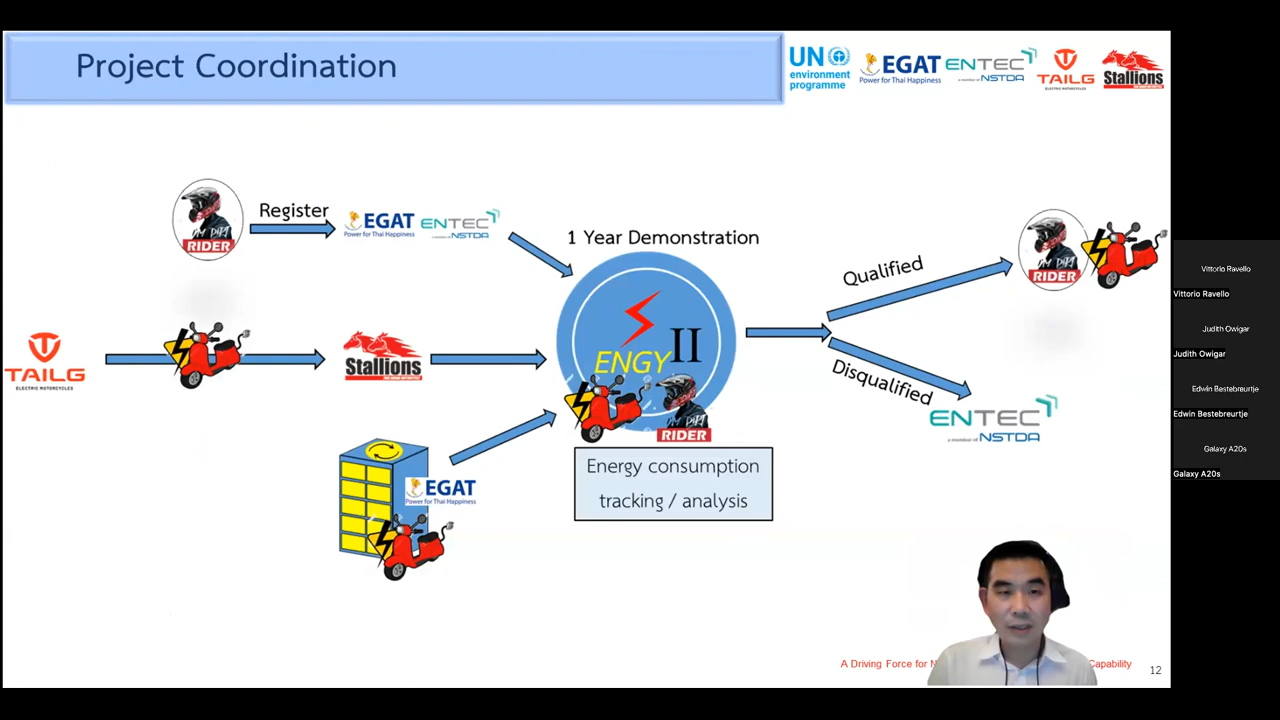 Project Coordination
UN
environment
programme
EGAT
Power for Thai Happiness
ENTEC
a member of NSTDA
TAILG
ELECTRIC MOTORCYCLES
Stallions
Register
RIDER
EGAT
Power for Thai Happiness
ENTEC
a member of NSTDA
1 Year Demonstration
Qualified
RIDER
TAILG
ELECTRIC MOTORCYCLES
Stallions
ENGY II
RIDER
Disqualified
ENTEC
a member of NSTDA
EGAT
Power for Thai Happiness
Energy consumption
tracking / analysis
A Driving Force for N
Capability
12
Vittorio Ravello
Vittorio Ravello
Judith Owigar
Judith Owigar
Edwin Bestebreurtje
Edwin Bestebreurtje
Galaxy A20s
Galaxy A20s